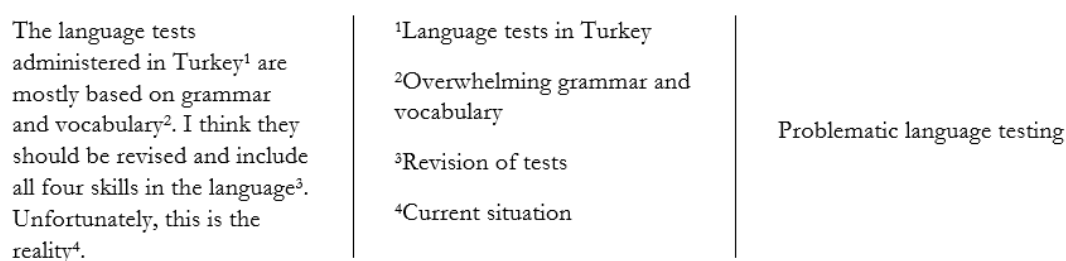 The language tests
administered in Turkey¹ are
mostly based on grammar
and vocabulary². I think they
should be revised and include
all four skills in the language³.
Unfortunately, this is the
reality⁴.
¹Language tests in Turkey
²Overwhelming grammar and
vocabulary
³Revision of tests
⁴Current situation
Problematic language testing